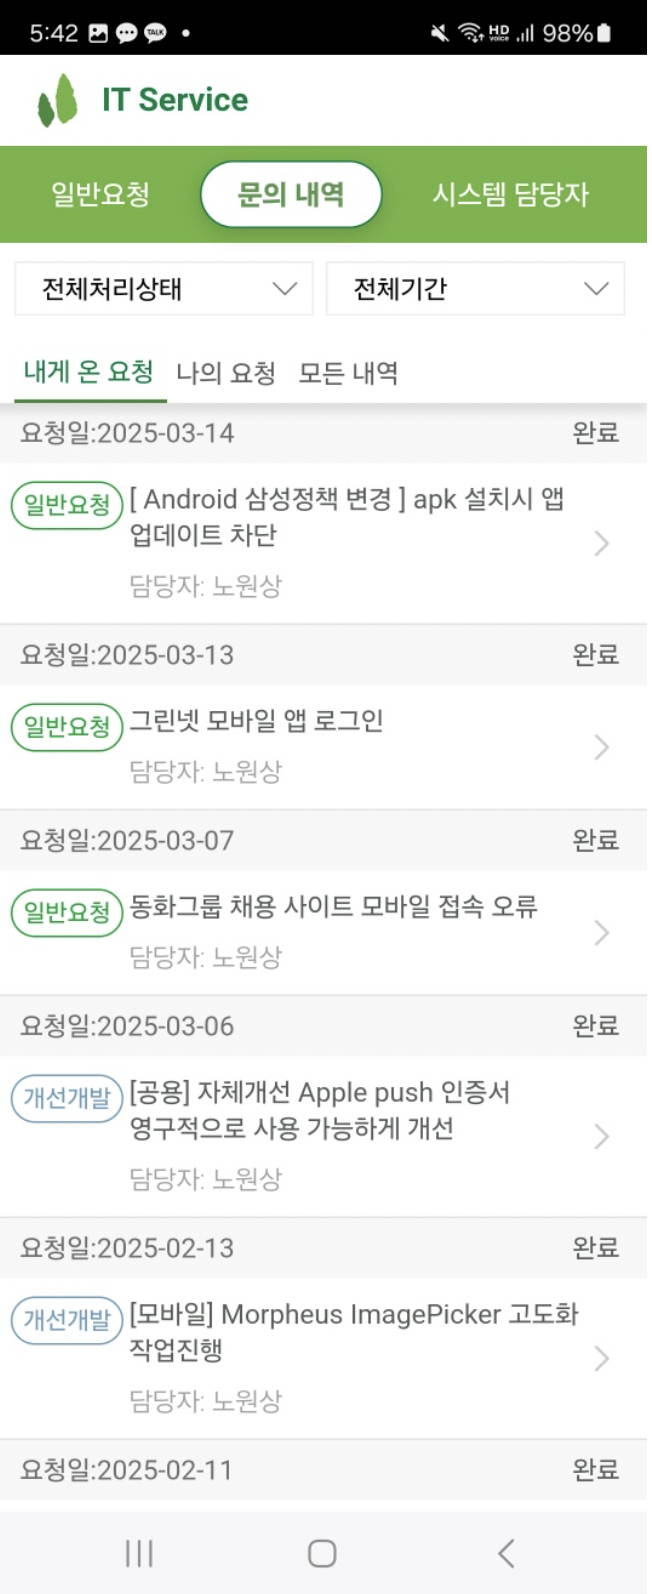 5:42 TALK HD voice 98%
IT Service
일반요청 문의 내역 시스템 담당자
전체처리상태 전체기간
내게 온 요청 나의 요청 모든 내역
요청일:2025-03-14 완료
일반요청 [ Android 삼성정책 변경 ] apk 설치시 앱
업데이트 차단
담당자: 노원상
요청일:2025-03-13 완료
일반요청 그린넷 모바일 앱 로그인
담당자: 노원상
요청일:2025-03-07 완료
일반요청 동화그룹 채용 사이트 모바일 접속 오류
담당자: 노원상
요청일:2025-03-06 완료
개선개발 [공용] 자체개선 Apple push 인증서
영구적으로 사용 가능하게 개선
담당자: 노원상
요청일:2025-02-13 완료
개선개발 [모바일] Morpheus ImagePicker 고도화
작업진행
담당자: 노원상
요청일:2025-02-11 완료